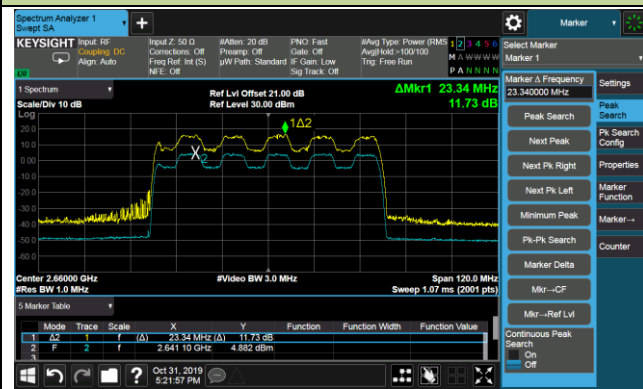 Spectrum Analyzer 1
Swept SA
+
Marker
KEYSIGHT
Input: RF
Coupling: DC
Align: Auto
Input Z: 50 Ω
Corrections: Off
Freq Ref: Int (S)
NFE: Off
#Atten: 20 dB
Preamp: Off
µW Path: Standard
PNO: Fast
Gate: Off
IF Gain: Low
Sig Track: Off
#Avg Type: Power (RMS
Avg|Hold:>100/100
Trig: Free Run
1 2 3 4 5 6
M A W W W W
P A N N N N
Select Marker
Marker 1
Marker Δ Frequency
23.340000 MHz
Settings
Peak Search
Next Peak
Next Pk Right
Next Pk Left
Minimum Peak
Pk-Pk Search
Marker Delta
Mkr→CF
Mkr→Ref Lvl
Continuous Peak
Search
On
Off
Peak
Search
Pk Search
Config
Properties
Marker
Function
Marker→
Counter
1 Spectrum
Scale/Div 10 dB
Ref Lvl Offset 21.00 dB
Ref Level 30.00 dBm
ΔMkr1 23.34 MHz
11.73 dB
Log
20.0
10.0
0.00
-10.0
-20.0
-30.0
-40.0
-50.0
-60.0
1Δ2
X2
Center 2.66000 GHz
#Res BW 1.0 MHz
#Video BW 3.0 MHz
Span 120.0 MHz
Sweep 1.07 ms (2001 pts)
5 Marker Table
Mode Trace Scale X Y Function Function Width Function Value
1 Δ2 1 f (Δ) 23.34 MHz (Δ) 11.73 dB
2 F 2 f 2.641 10 GHz 4.882 dBm
3
?
Oct 31, 2019
5:21:57 PM